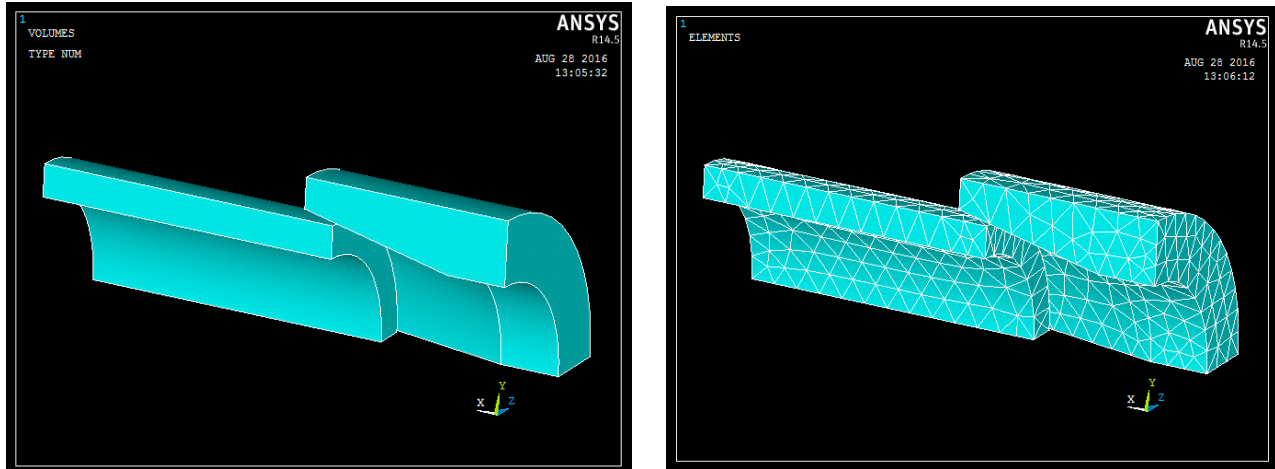 1
VOLUMES
TYPE NUM
ANSYS
R14.5
AUG 28 2016
13:05:32
X Y Z
1
ELEMENTS
ANSYS
R14.5
AUG 28 2016
13:06:12
X Y Z